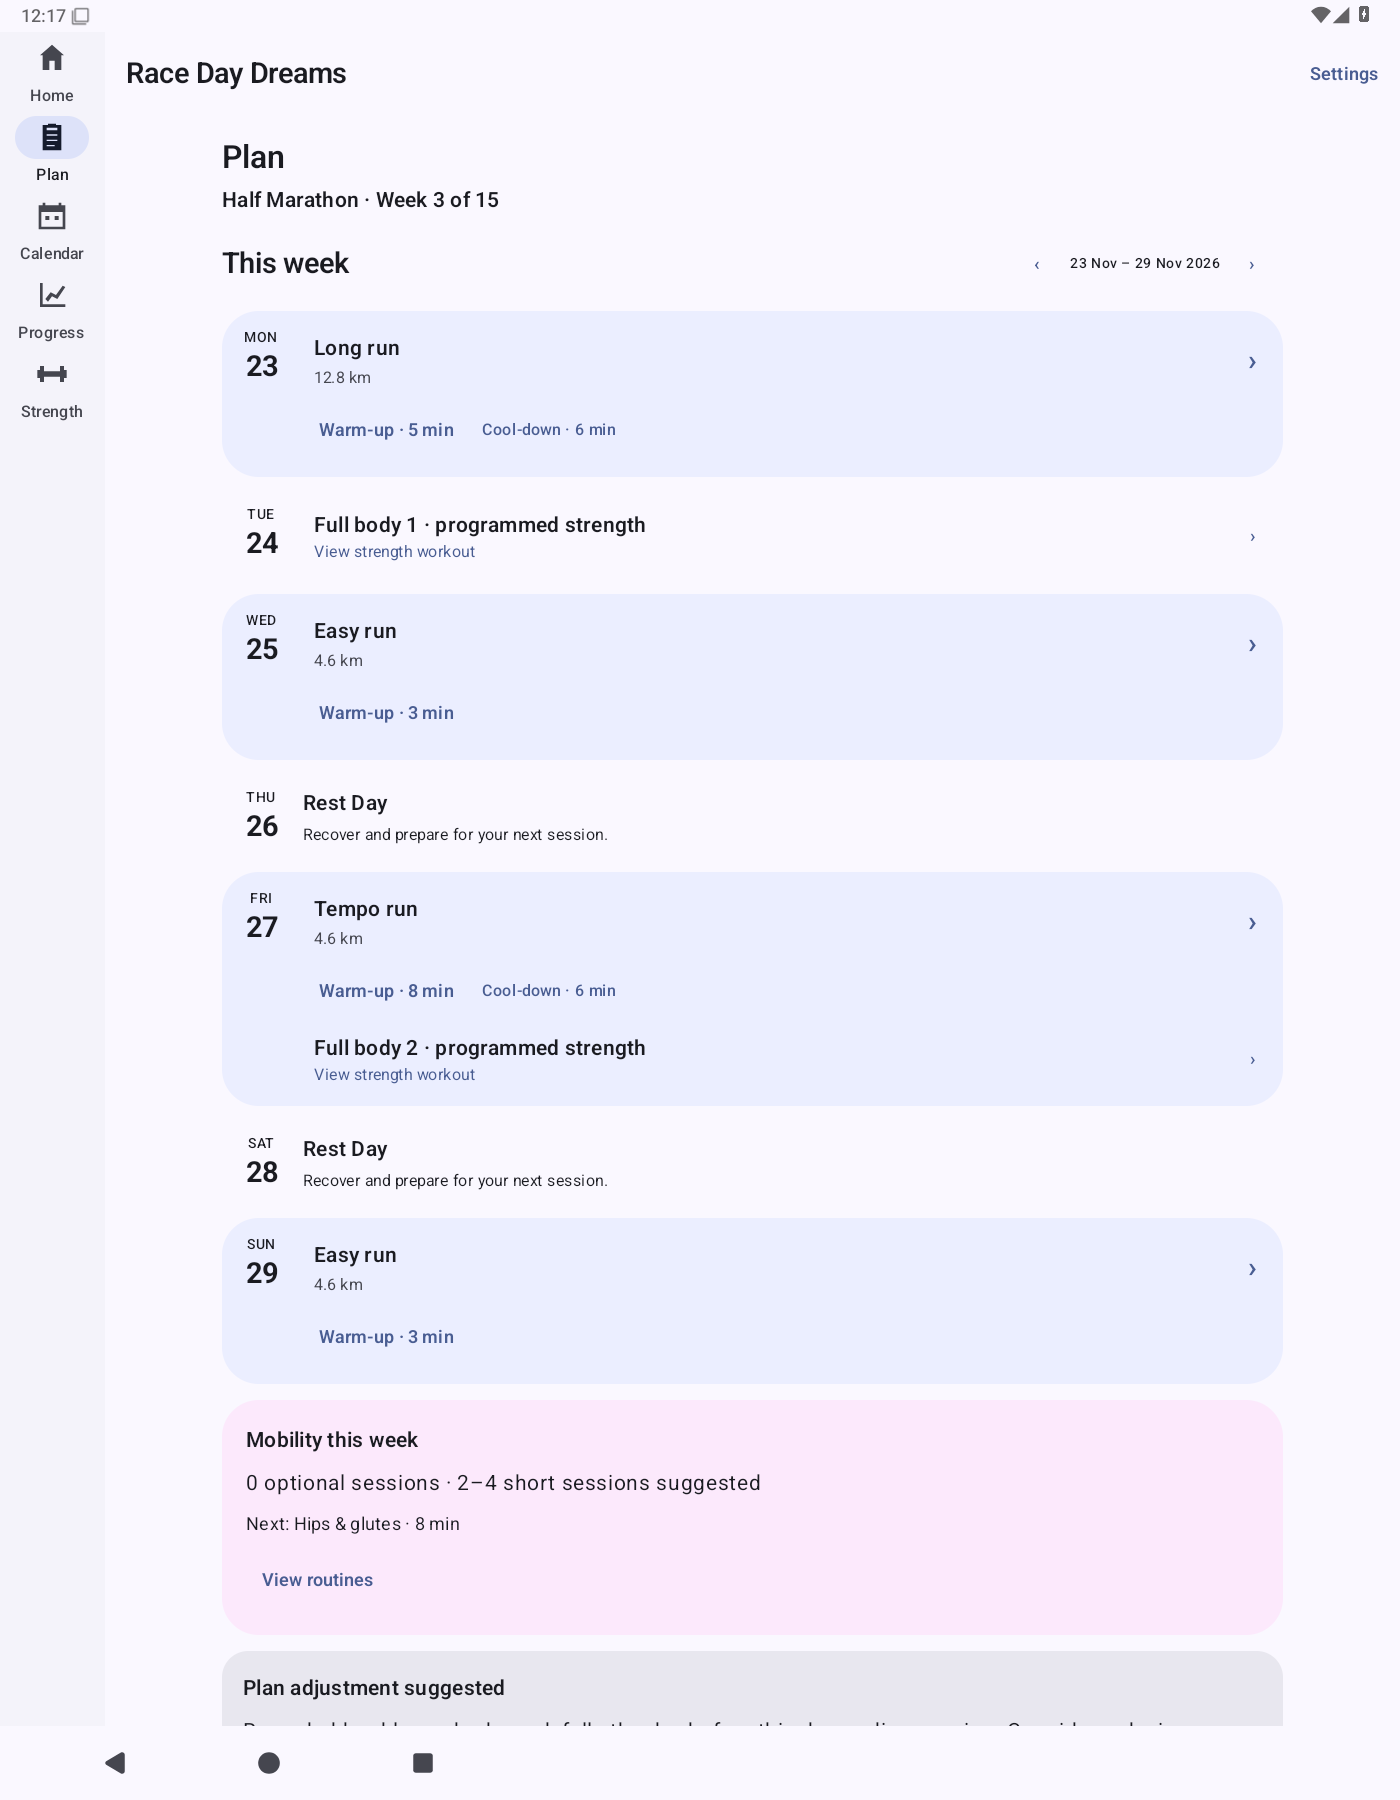 12:17
Home
Plan
Calendar
Progress
Strength
Race Day Dreams
Settings
Plan
Half Marathon · Week 3 of 15
This week
‹ 23 Nov – 29 Nov 2026 ›
MON
23
Long run
12.8 km
Warm-up · 5 min Cool-down · 6 min
TUE
24
Full body 1 · programmed strength
View strength workout
WED
25
Easy run
4.6 km
Warm-up · 3 min
THU
26
Rest Day
Recover and prepare for your next session.
FRI
27
Tempo run
4.6 km
Warm-up · 8 min Cool-down · 6 min
Full body 2 · programmed strength
View strength workout
SAT
28
Rest Day
Recover and prepare for your next session.
SUN
29
Easy run
4.6 km
Warm-up · 3 min
Mobility this week
0 optional sessions · 2–4 short sessions suggested
Next: Hips & glutes · 8 min
View routines
Plan adjustment suggested